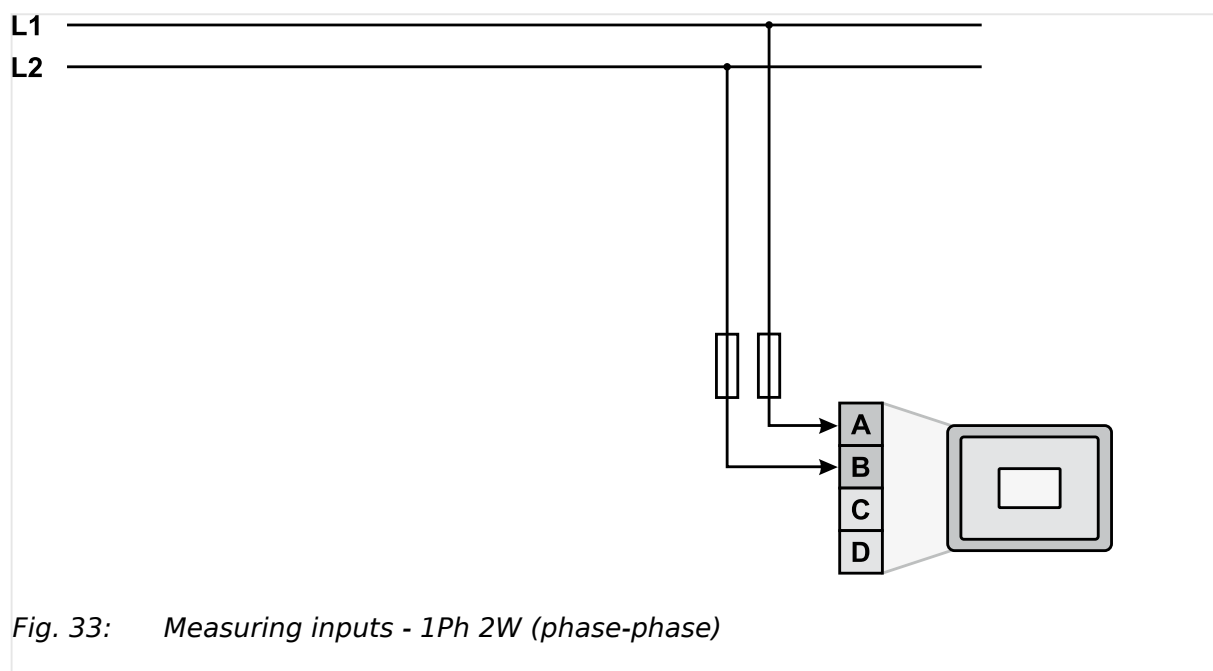 L1
L2
A
B
C
D
Fig. 33: Measuring inputs - 1Ph 2W (phase-phase)